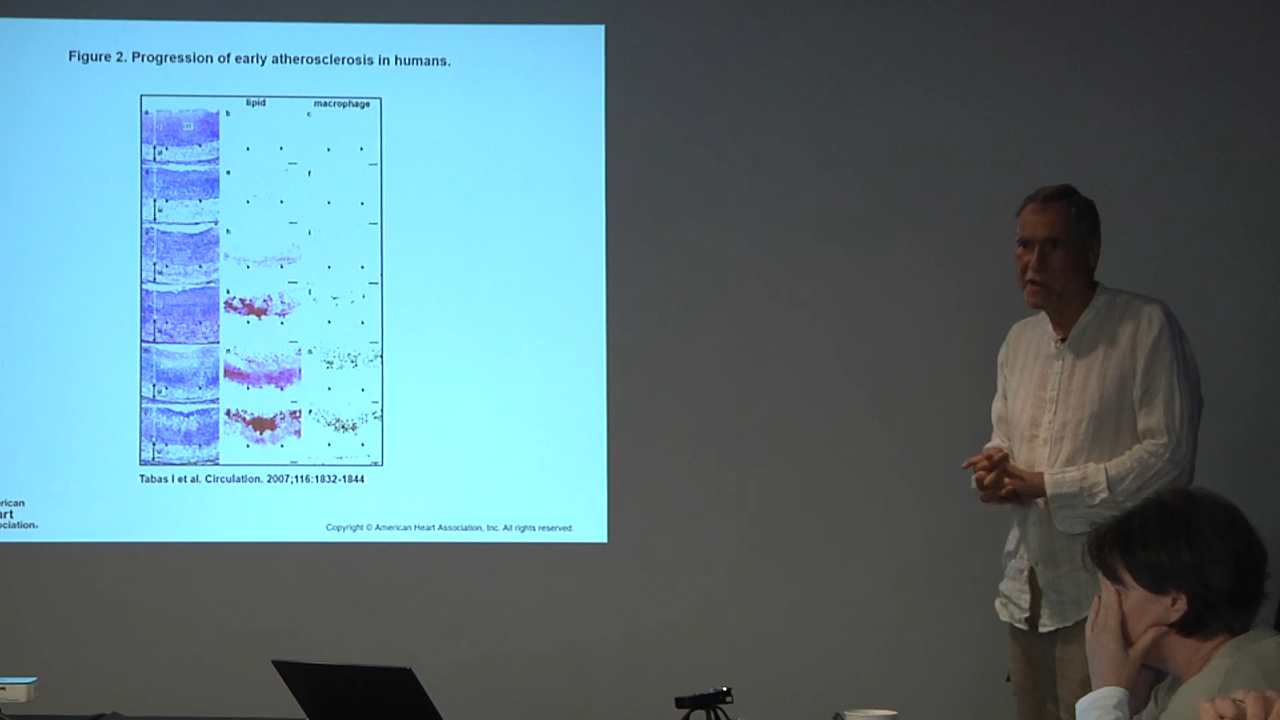 Figure 2. Progression of early atherosclerosis in humans.
lipid macrophage
b c
e f
h
Tabas I et al. Circulation. 2007;116:1832-1844
rican
art
ociation.
Copyright © American Heart Association, Inc. All rights reserved.